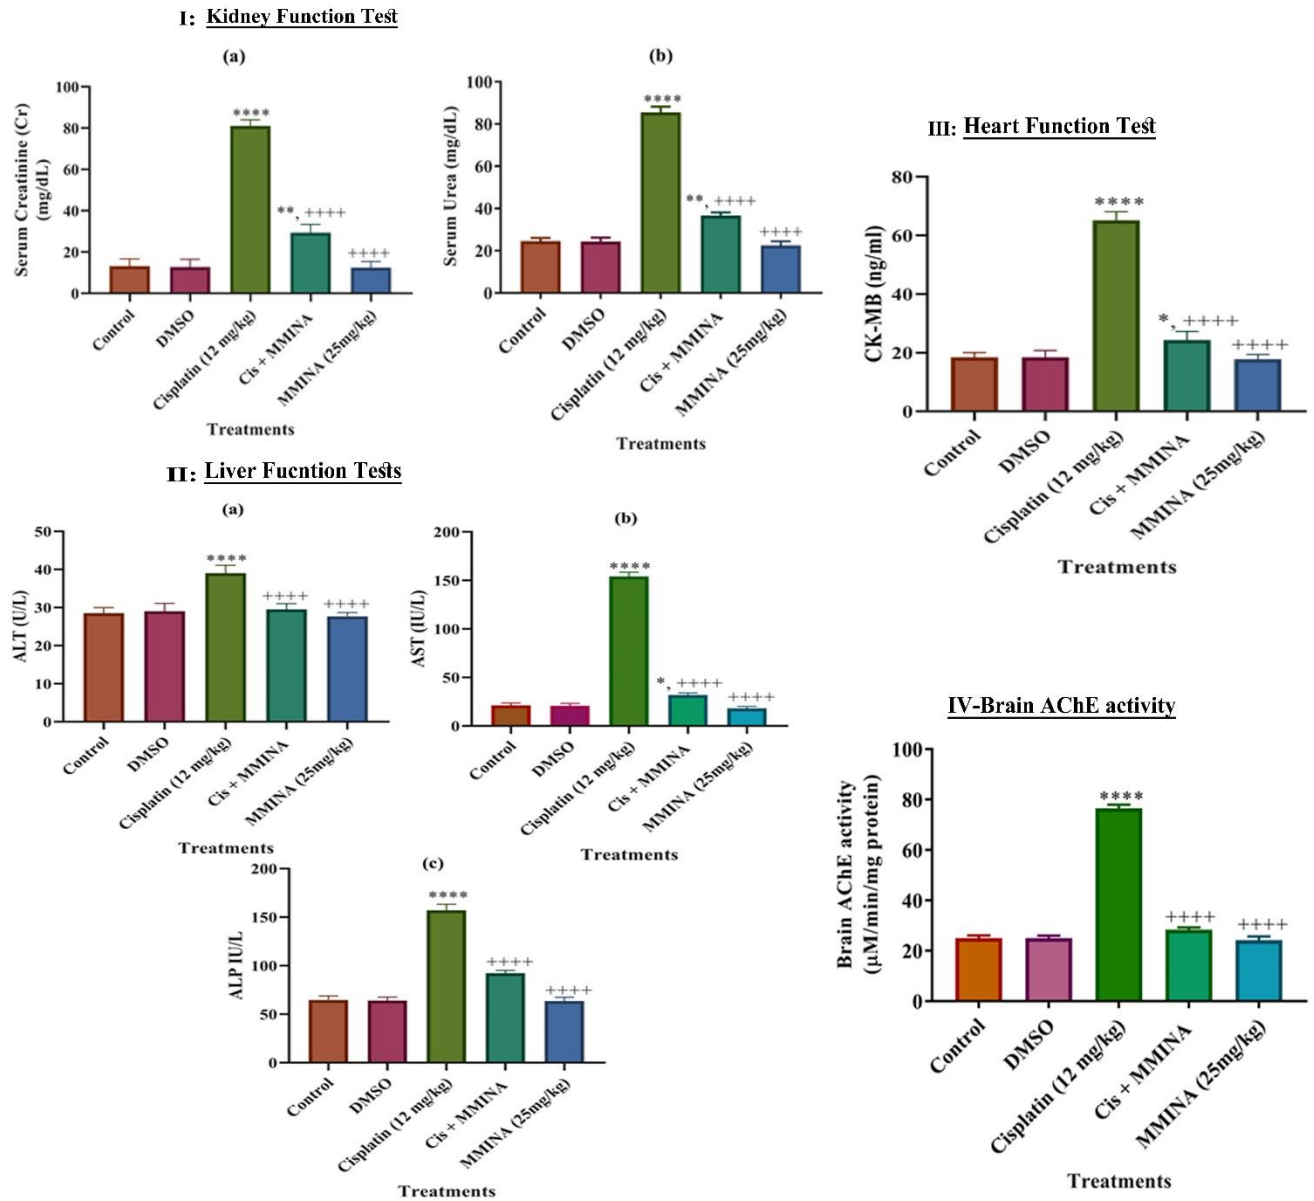 I: Kidney Function Test
(a)
Serum Creatinine (Cr)
(mg/dL)
100
80
60
40
20
0
****
**, ++++
++++
Control
DMSO
Cisplatin (12 mg/kg)
Cis + MMINA
MMINA (25mg/kg)
Treatments
(b)
Serum Urea (mg/dL)
100
80
60
40
20
0
****
**, ++++
++++
Control
DMSO
Cisplatin (12 mg/kg)
Cis + MMINA
MMINA (25mg/kg)
Treatments
II: Liver Fucntion Tests
(a)
ALT (U/L)
50
40
30
20
10
0
****
++++
++++
Control
DMSO
Cisplatin (12 mg/kg)
Cis + MMINA
MMINA (25mg/kg)
Treatments
(b)
AST (IU/L)
200
150
100
50
0
****
*, ++++
++++
Control
DMSO
Cisplatin (12 mg/kg)
Cis + MMINA
MMINA (25mg/kg)
Treatments
(c)
ALP IU/L
200
150
100
50
0
****
++++
++++
Control
DMSO
Cisplatin (12 mg/kg)
Cis + MMINA
MMINA (25mg/kg)
Treatments
III: Heart Function Test
CK-MB (ng/ml)
80
60
40
20
0
****
*, ++++
++++
Control
DMSO
Cisplatin (12 mg/kg)
Cis + MMINA
MMINA (25mg/kg)
Treatments
IV-Brain AChE activity
Brain AChE activity
(µM/min/mg protein)
100
80
60
40
20
0
****
++++
++++
Control
DMSO
Cisplatin (12 mg/kg)
Cis + MMINA
MMINA (25mg/kg)
Treatments